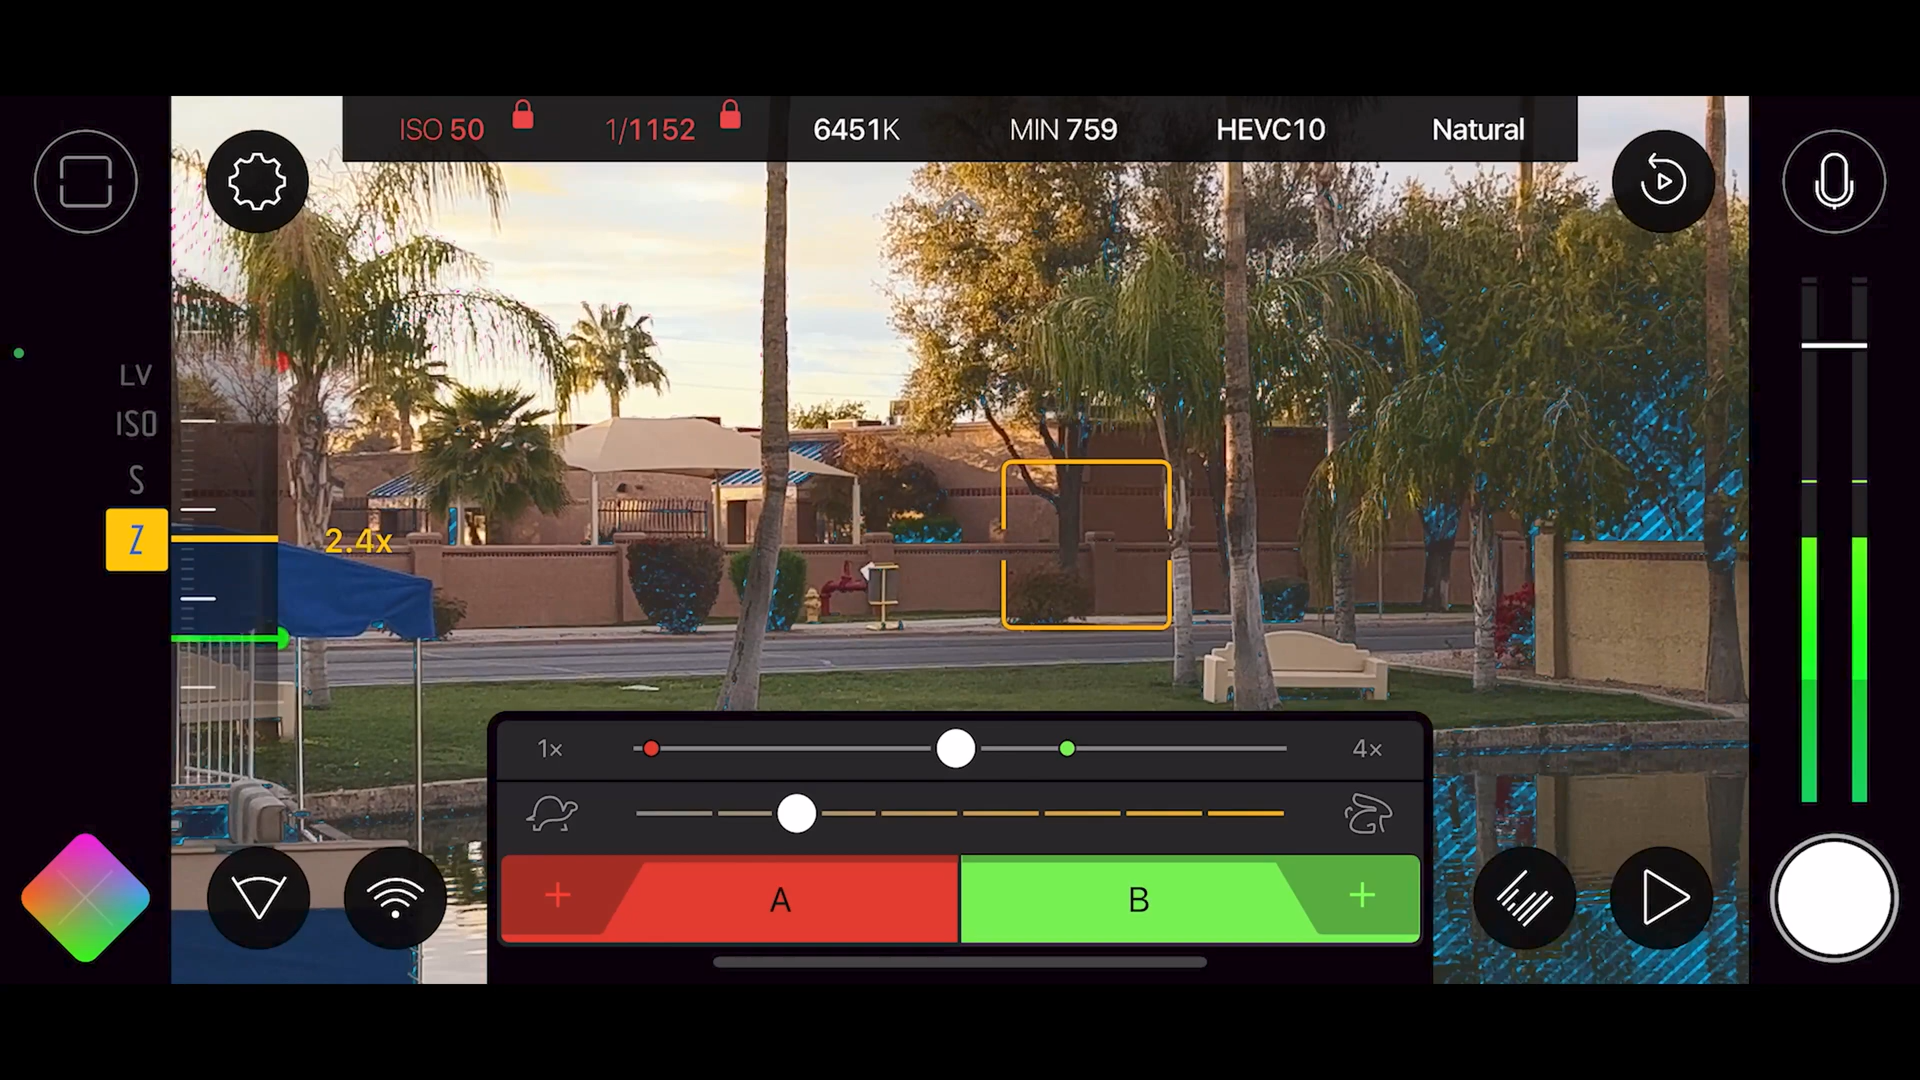 ISO 50 1/1152 6451K MIN 759 HEVC10 Natural
LV
ISO
S
Z
2.4x
1x 4x
A B